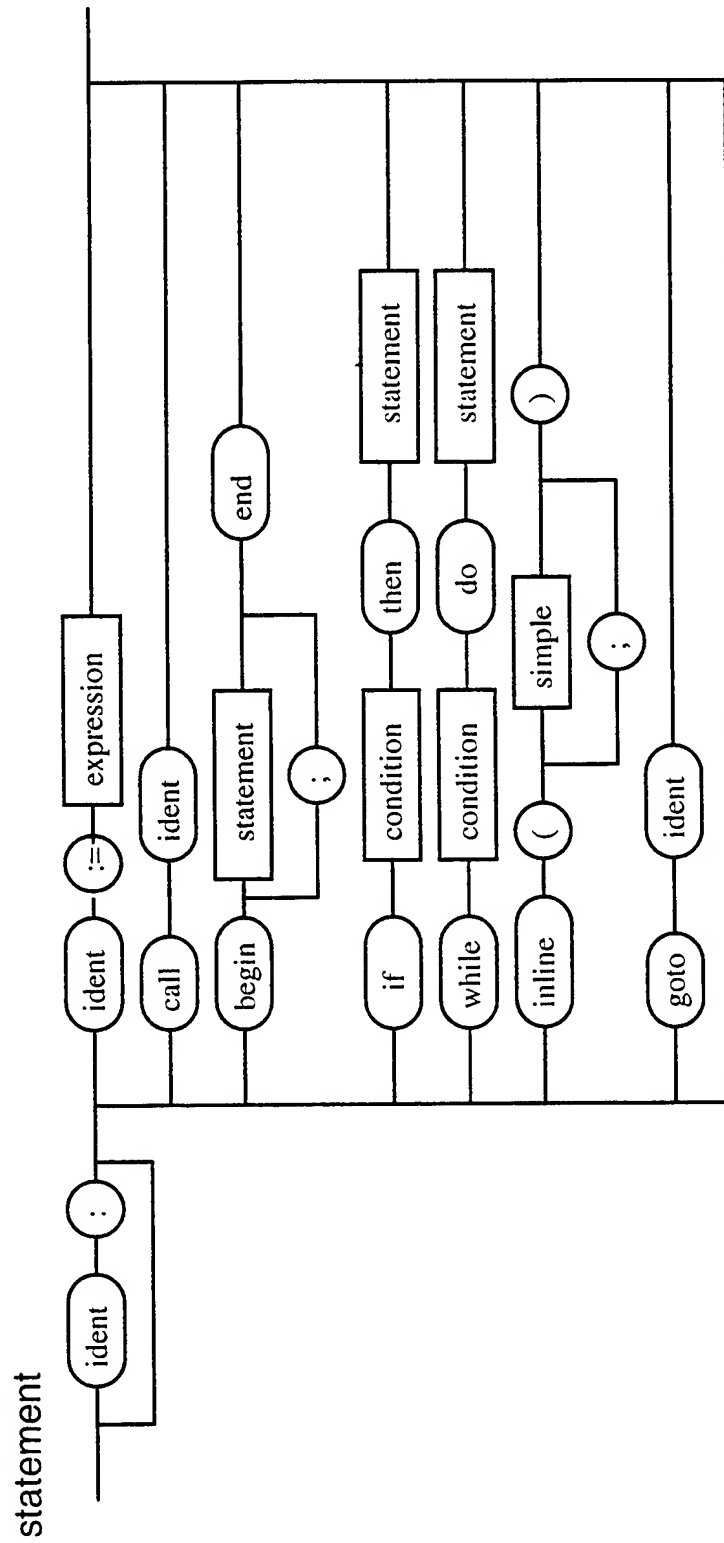 statement
ident : ident := expression
call ident
begin statement end
;
if condition then statement
while condition do statement
inline ( simple )
;
goto ident